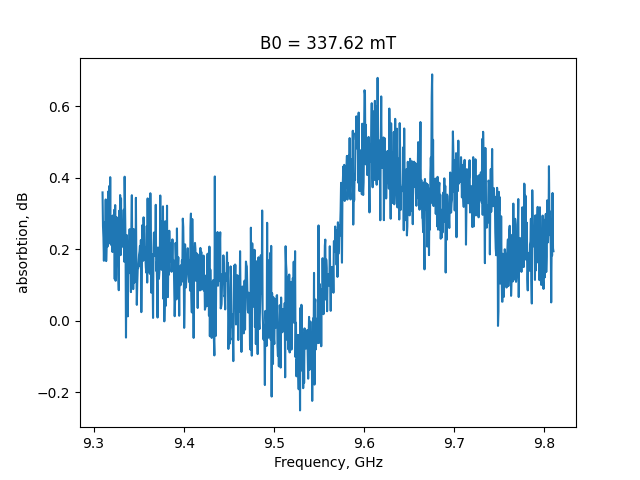 B0 = 337.62 mT
absorbtion, dB
0.6
0.4
0.2
0.0
−0.2
9.3 9.4 9.5 9.6 9.7 9.8
Frequency, GHz